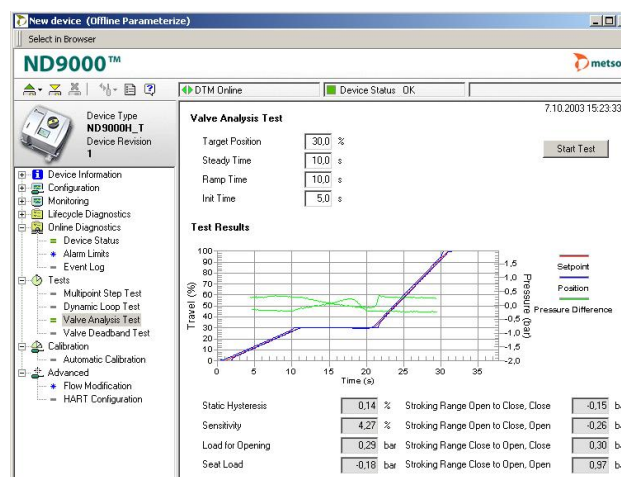 New device (Offline Parameterize)
Select in Browser
ND9000™
metso
DTM Online
Device Status OK
7.10.2003 15:23:33
Device Type
ND9000H_T
Device Revision
1
Device Information
Configuration
Monitoring
Lifecycle Diagnostics
Online Diagnostics
Device Status
Alarm Limits
Event Log
Tests
Multipoint Step Test
Dynamic Loop Test
Valve Analysis Test
Valve Deadband Test
Calibration
Automatic Calibration
Advanced
Flow Modification
HART Configuration
Valve Analysis Test
Target Position 30,0 %
Steady Time 10,0 s
Ramp Time 10,0 s
Init Time 5,0 s
Start Test
Test Results
Travel (%)
100
90
80
70
60
50
40
30
20
10
0
0 5 10 15 20 25 30 35
Time (s)
1,5
1,0
0,5
0,0
-0,5
-1,0
-1,5
-2,0
Pressure (bar)
Setpoint
Position
Pressure Difference
Static Hysteresis 0,14 % Stroking Range Open to Close, Close -0,15 ba
Sensitivity 4,27 % Stroking Range Open to Close, Open -0,26 ba
Load for Opening 0,29 bar Stroking Range Close to Open, Close 0,30 ba
Seat Load -0,18 bar Stroking Range Close to Open, Open 0,97 ba